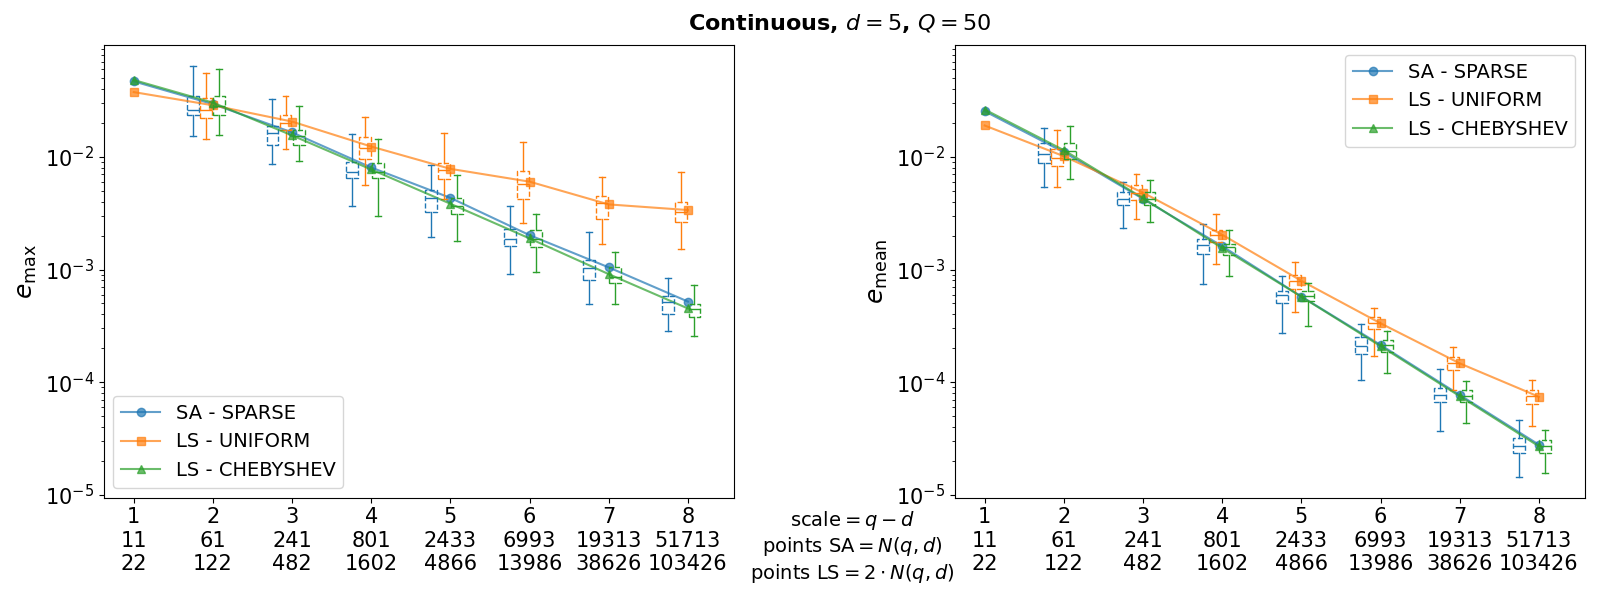 Continuous, d = 5, Q = 50
e_max
10^−2
10^−3
10^−4
10^−5
SA - SPARSE
LS - UNIFORM
LS - CHEBYSHEV
1 2 3 4 5 6 7 8
11 61 241 801 2433 6993 19313 51713
22 122 482 1602 4866 13986 38626 103426
scale = q − d
points SA = N(q, d)
points LS = 2 · N(q, d)
e_mean
10^−2
10^−3
10^−4
10^−5
SA - SPARSE
LS - UNIFORM
LS - CHEBYSHEV
1 2 3 4 5 6 7 8
11 61 241 801 2433 6993 19313 51713
22 122 482 1602 4866 13986 38626 103426